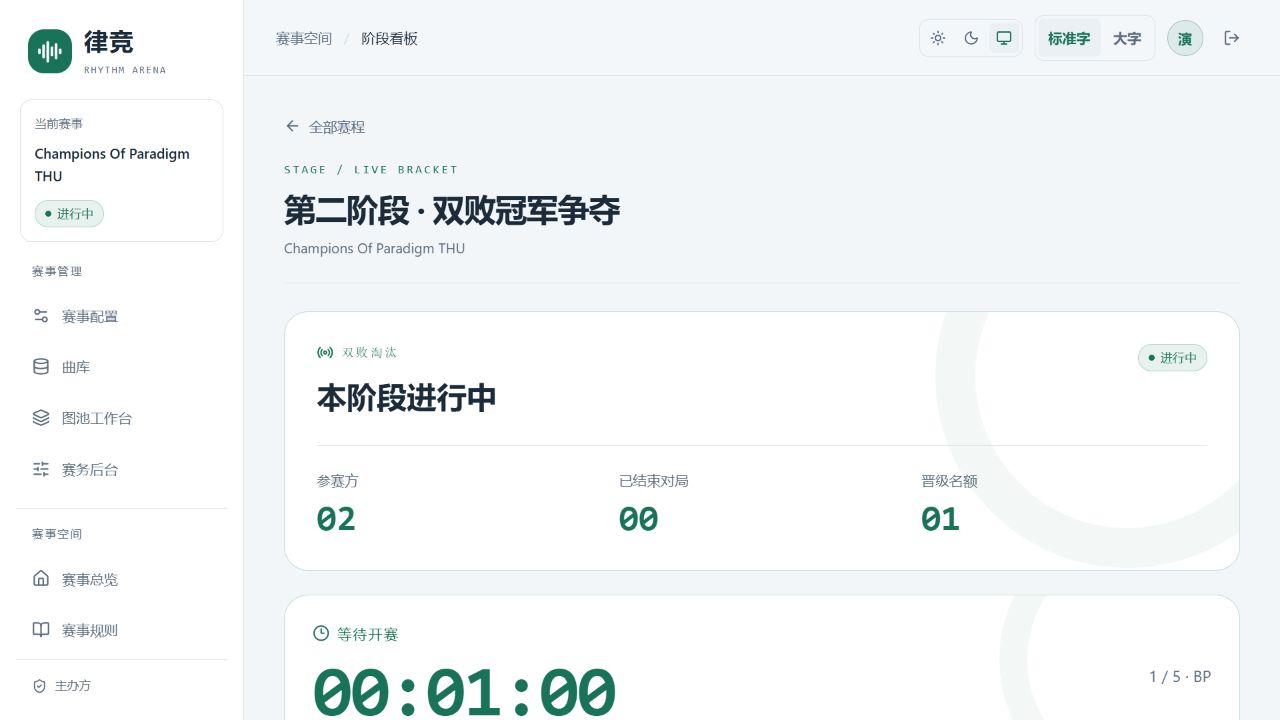 律竞
RHYTHM ARENA
当前赛事
Champions Of Paradigm
THU
进行中
赛事管理
赛事配置
曲库
图池工作台
赛务后台
赛事空间
赛事总览
赛事规则
主办方
赛事空间 / 阶段看板
标准字 大字 演
全部赛程
STAGE / LIVE BRACKET
第二阶段 · 双败冠军争夺
Champions Of Paradigm THU
双败淘汰
进行中
本阶段进行中
参赛方 已结束对局 晋级名额
02 00 01
等待开赛
00:01:00
1 / 5 · BP